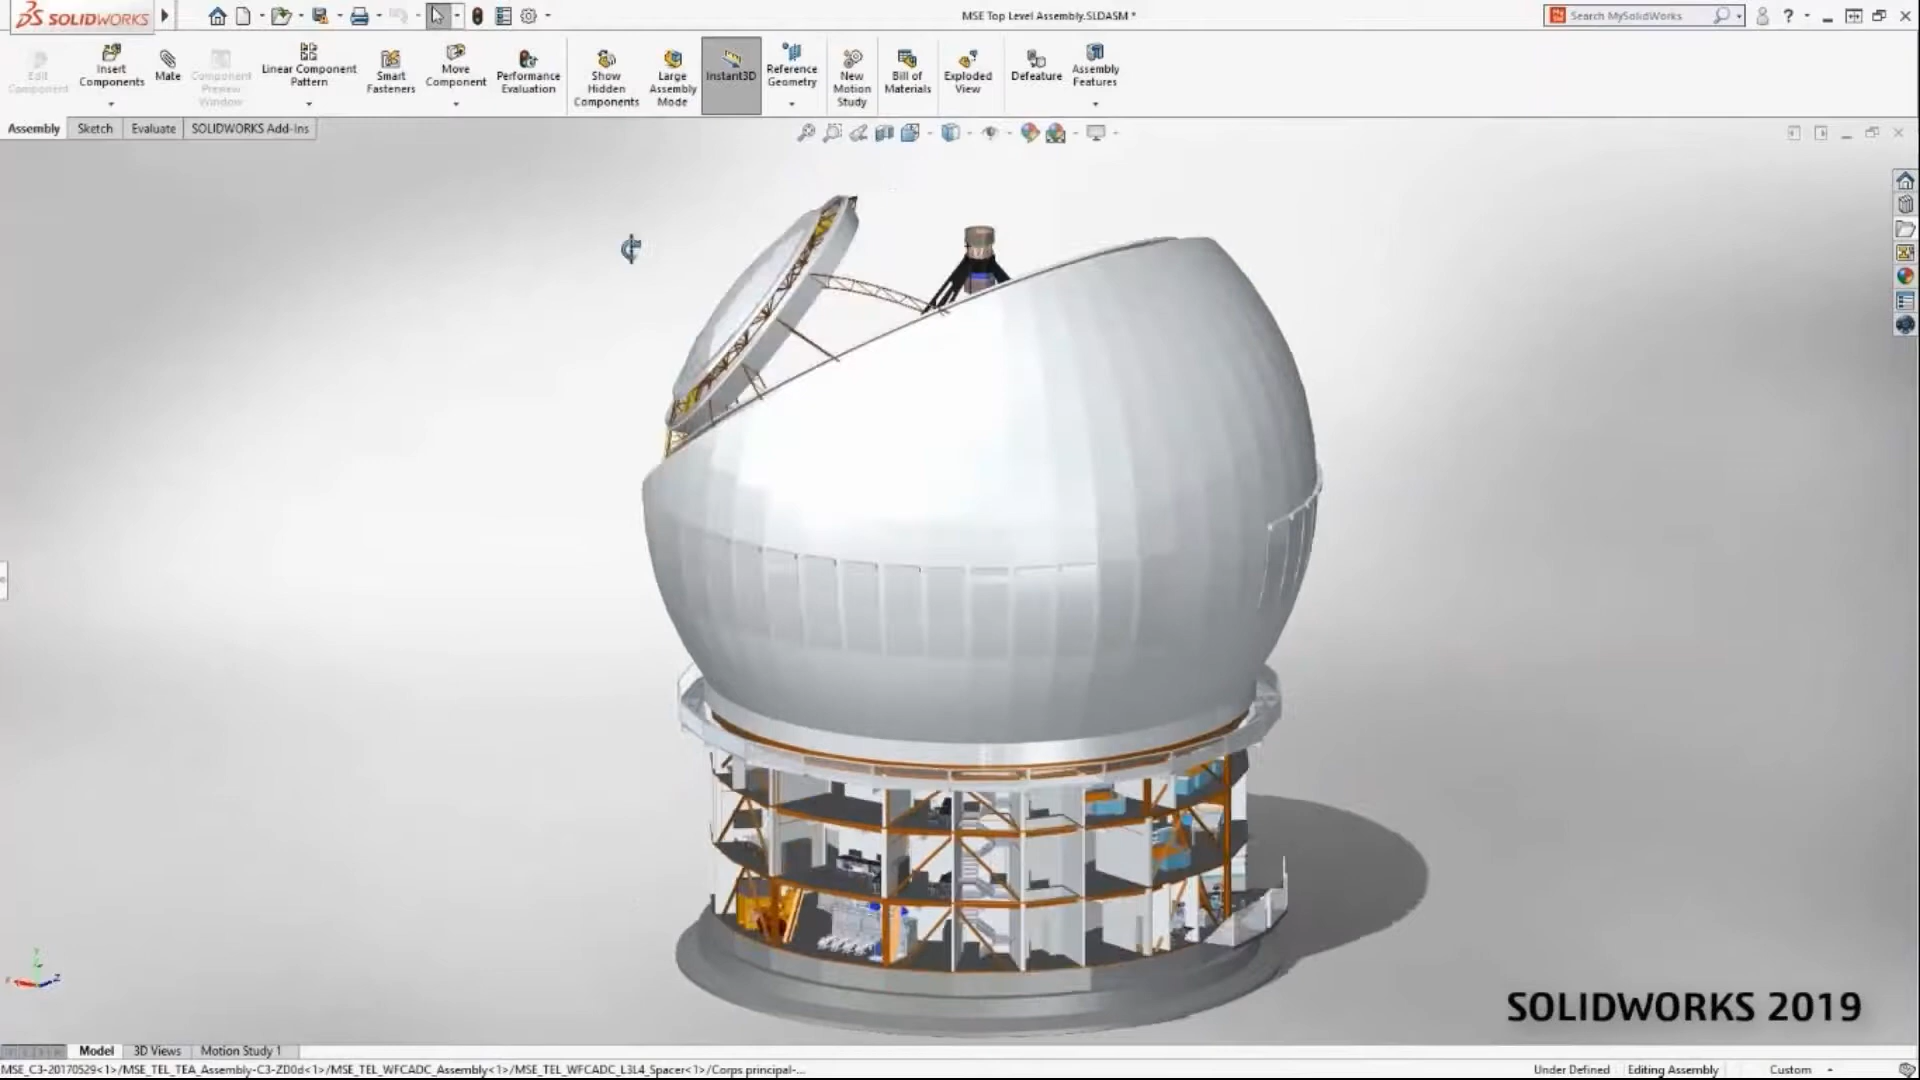 SOLIDWORKS
MSE Top Level Assembly.SLDASM *
Search MySolidWorks
?
Edit Component
Insert Components
Mate
Component Preview Window
Linear Component Pattern
Smart Fasteners
Move Component
Performance Evaluation
Show Hidden Components
Large Assembly Mode
Instant3D
Reference Geometry
New Motion Study
Bill of Materials
Exploded View
Defeature
Assembly Features
Assembly
Sketch
Evaluate
SOLIDWORKS Add-Ins
SOLIDWORKS 2019
Model
3D Views
Motion Study 1
MSE_C3-20170529<1>/MSE_TEL_TEA_Assembly-C3-ZD0d<1>/MSE_TEL_WFCADC_Assembly<1>/MSE_TEL_WFCADC_L3L4_Spacer<1>/Corps principal-...
Under Defined
Editing Assembly
Custom